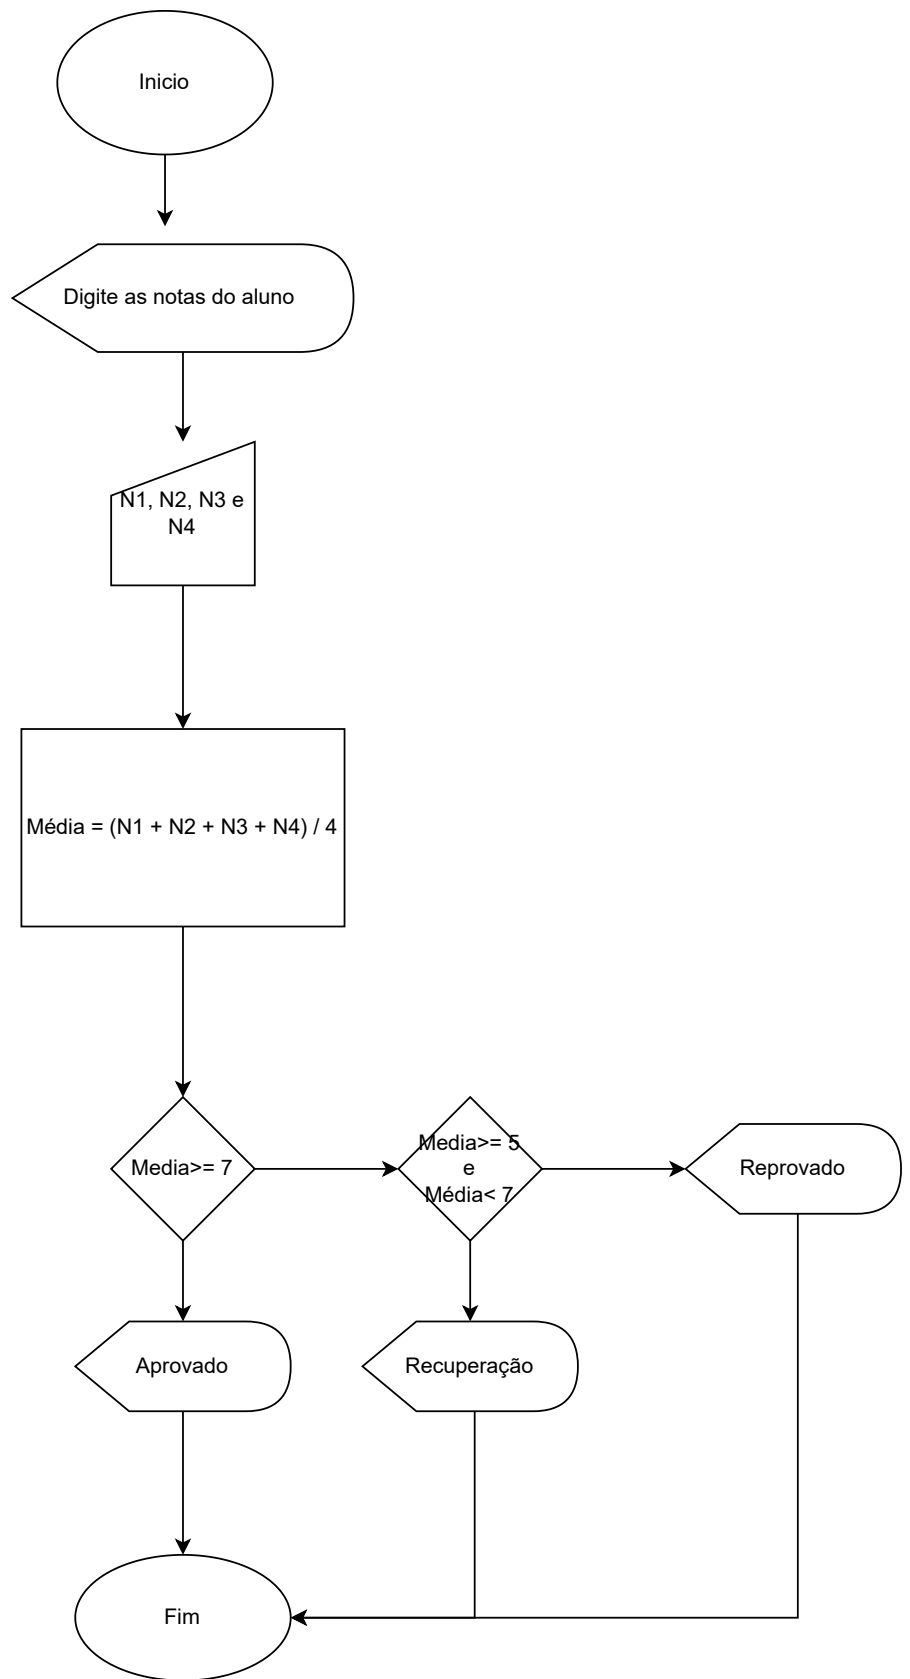 Inicio
Digite as notas do aluno
N1, N2, N3 e
N4
Média = (N1 + N2 + N3 + N4) / 4
Media>= 7
Media>= 5
e
Média< 7
Reprovado
Aprovado
Recuperação
Fim